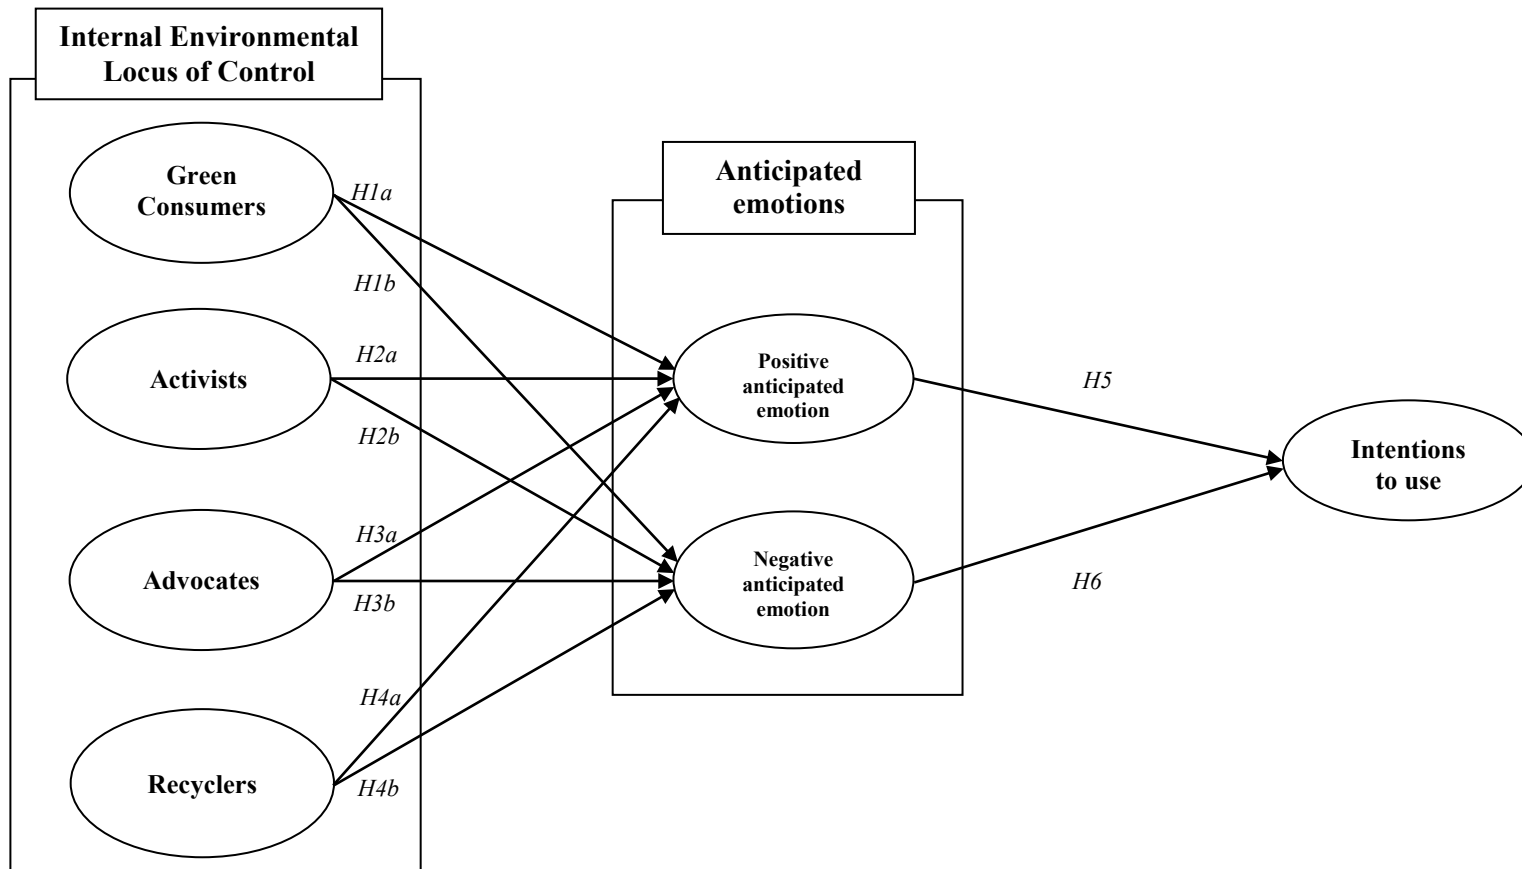 Internal Environmental
Locus of Control
Green
Consumers
H1a
H1b
Activists
H2a
H2b
Advocates
H3a
H3b
Recyclers
H4a
H4b
Anticipated
emotions
Positive
anticipated
emotion
Negative
anticipated
emotion
H5
H6
Intentions
to use